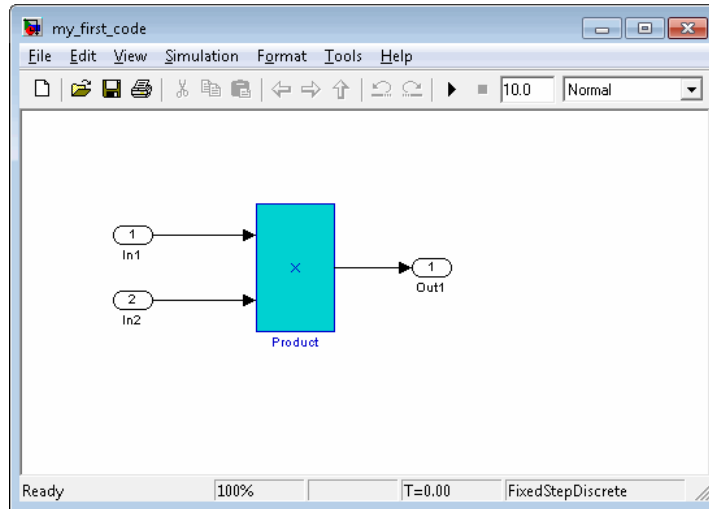 my_first_code
File Edit View Simulation Format Tools Help
10.0 Normal
1
In1
×
1
Out1
2
In2
Product
Ready 100% T=0.00 FixedStepDiscrete